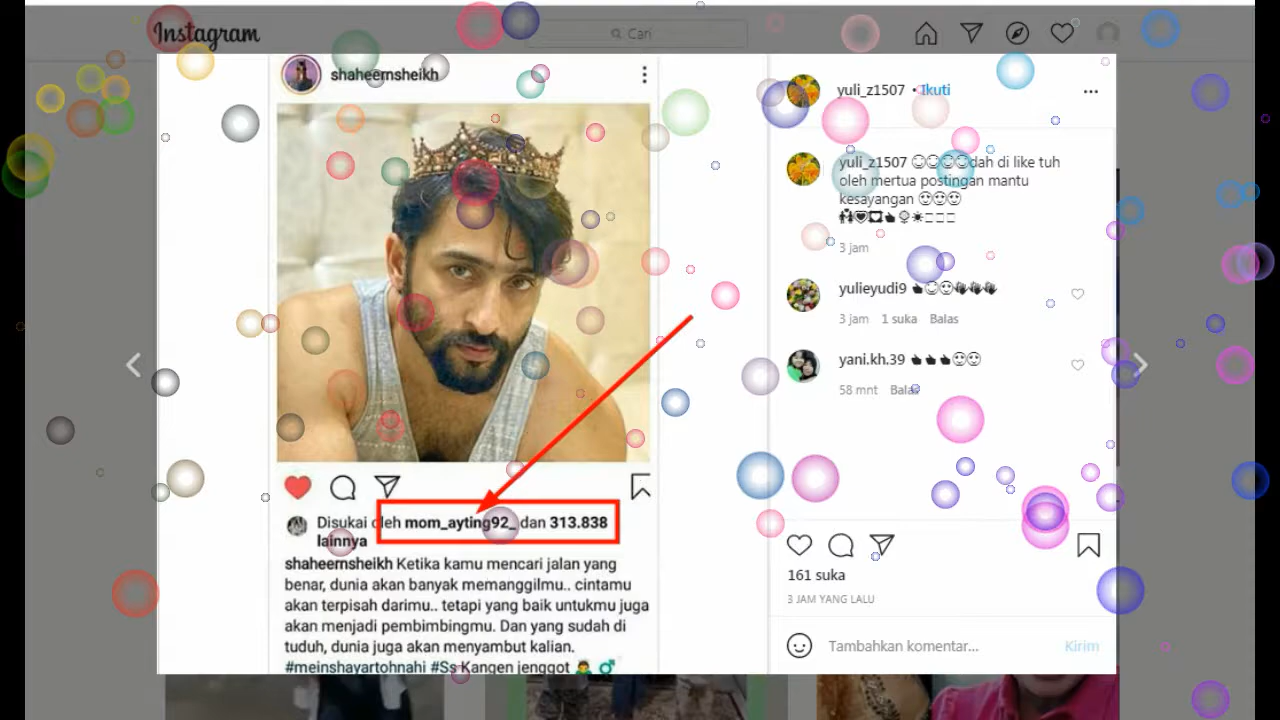 Instagram
Cari
shaheernsheikh
Disukai oleh mom_ayting92_ dan 313.838
lainnya
shaheernsheikh Ketika kamu mencari jalan yang
benar, dunia akan banyak memanggilmu.. cintamu
akan terpisah darimu.. tetapi yang baik untukmu juga
akan menjadi pembimbingmu. Dan yang sudah di
tuduh, dunia juga akan menyambut kalian.
#meinshayartohnahi #Ss Kangen jenggot
yuli_z1507 • Ikuti
yuli_z1507 dah di like tuh
oleh mertua postingan mantu
kesayangan
3 jam
yulieyudi9
3 jam 1 suka Balas
yani.kh.39
58 mnt Balas
161 suka
3 JAM YANG LALU
Tambahkan komentar... Kirim